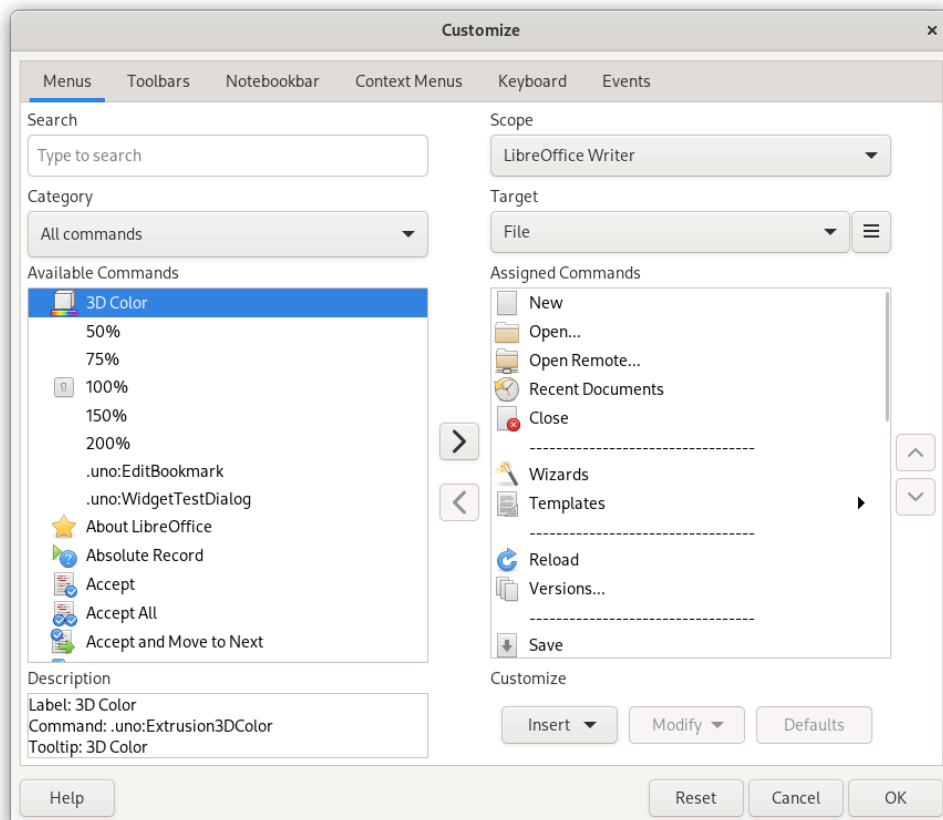 Customize
Menus Toolbars Notebookbar Context Menus Keyboard Events
Search
Type to search
Category
All commands
Available Commands
3D Color
50%
75%
100%
150%
200%
.uno:EditBookmark
.uno:WidgetTestDialog
About LibreOffice
Absolute Record
Accept
Accept All
Accept and Move to Next
Description
Label: 3D Color
Command: .uno:Extrusion3DColor
Tooltip: 3D Color
Scope
LibreOffice Writer
Target
File
Assigned Commands
New
Open...
Open Remote...
Recent Documents
Close
----------------------------------
Wizards
Templates
----------------------------------
Reload
Versions...
----------------------------------
Save
Customize
Insert Modify Defaults
Help Reset Cancel OK